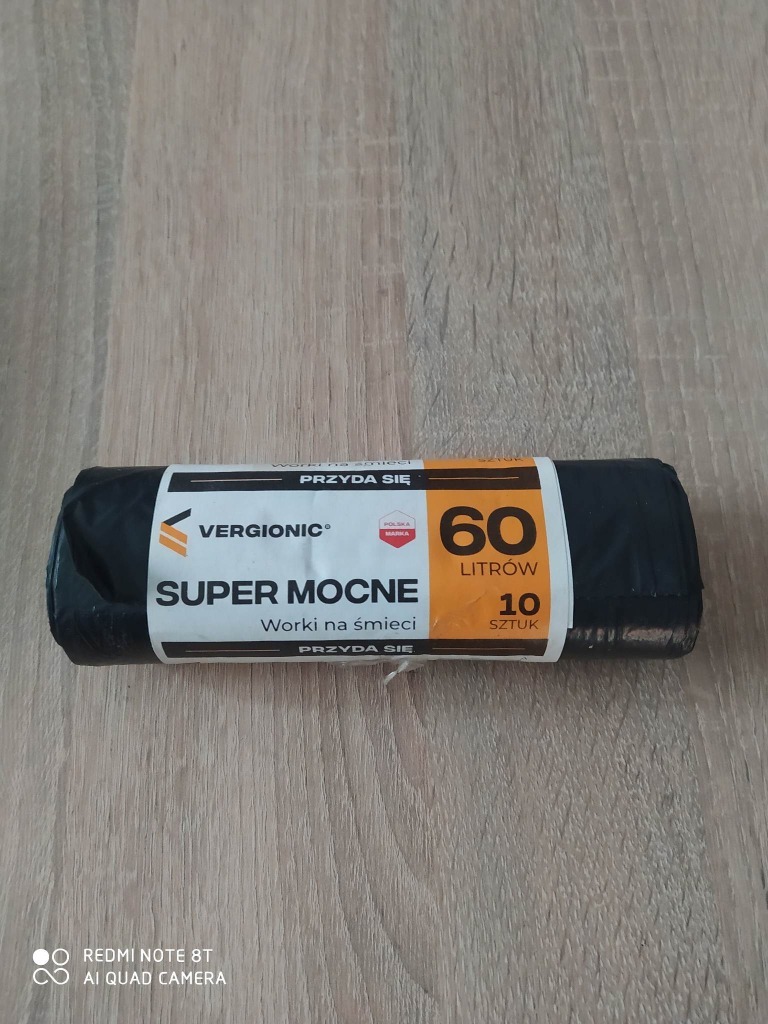 Worki na śmieci
SZTUK
PRZYDA SIĘ
VERGIONIC®
POLSKA
MARKA
60
LITRÓW
SUPER MOCNE
10
Worki na śmieci
SZTUK
PRZYDA SIĘ
REDMI NOTE 8T
AI QUAD CAMERA